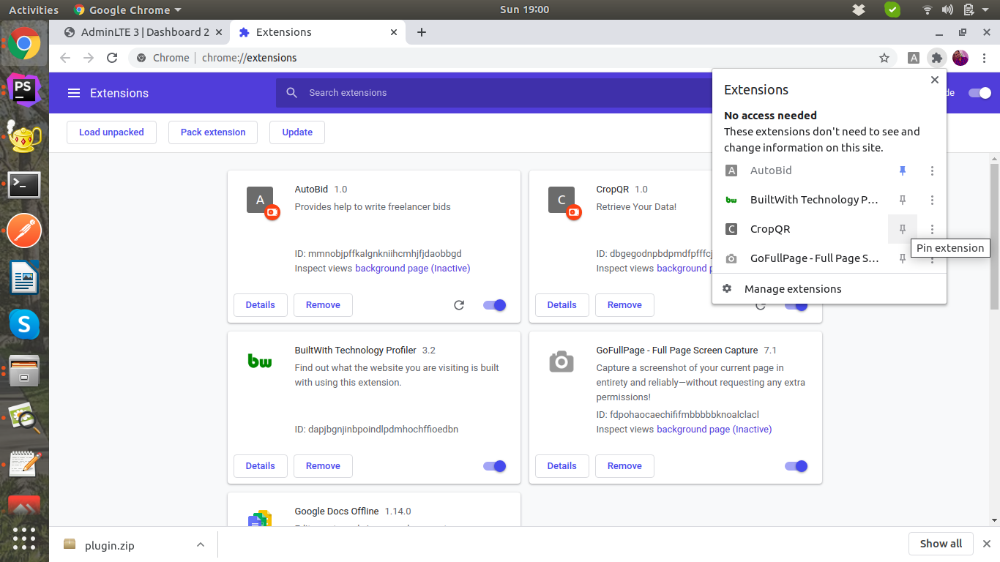 Activities
Google Chrome
Sun 19:00
AdminLTE 3 | Dashboard 2
Extensions
Chrome
chrome://extensions
A
Extensions
Search extensions
de
Load unpacked
Pack extension
Update
Extensions
No access needed
These extensions don't need to see and
change information on this site.
A AutoBid
bw BuiltWith Technology P...
C CropQR
GoFullPage - Full Page S...
Pin extension
Manage extensions
A
AutoBid 1.0
Provides help to write freelancer bids
ID: mmnobjpffkalgnkniihcmhjfjdaobbgd
Inspect views background page (Inactive)
Details
Remove
C
CropQR 1.0
Retrieve Your Data!
ID: dbgegodnpbdpmdfpfffcj
Inspect views background p
Details
Remove
bw
BuiltWith Technology Profiler 3.2
Find out what the website you are visiting is built
with using this extension.
ID: dapjbgnjinbpoindlpdmhochffioedbn
Details
Remove
GoFullPage - Full Page Screen Capture 7.1
Capture a screenshot of your current page in
entirety and reliably—without requesting any extra
permissions!
ID: fdpohaocaechififmbbbbbknoalclacl
Inspect views background page (Inactive)
Details
Remove
Google Docs Offline 1.14.0
plugin.zip
Show all
PS